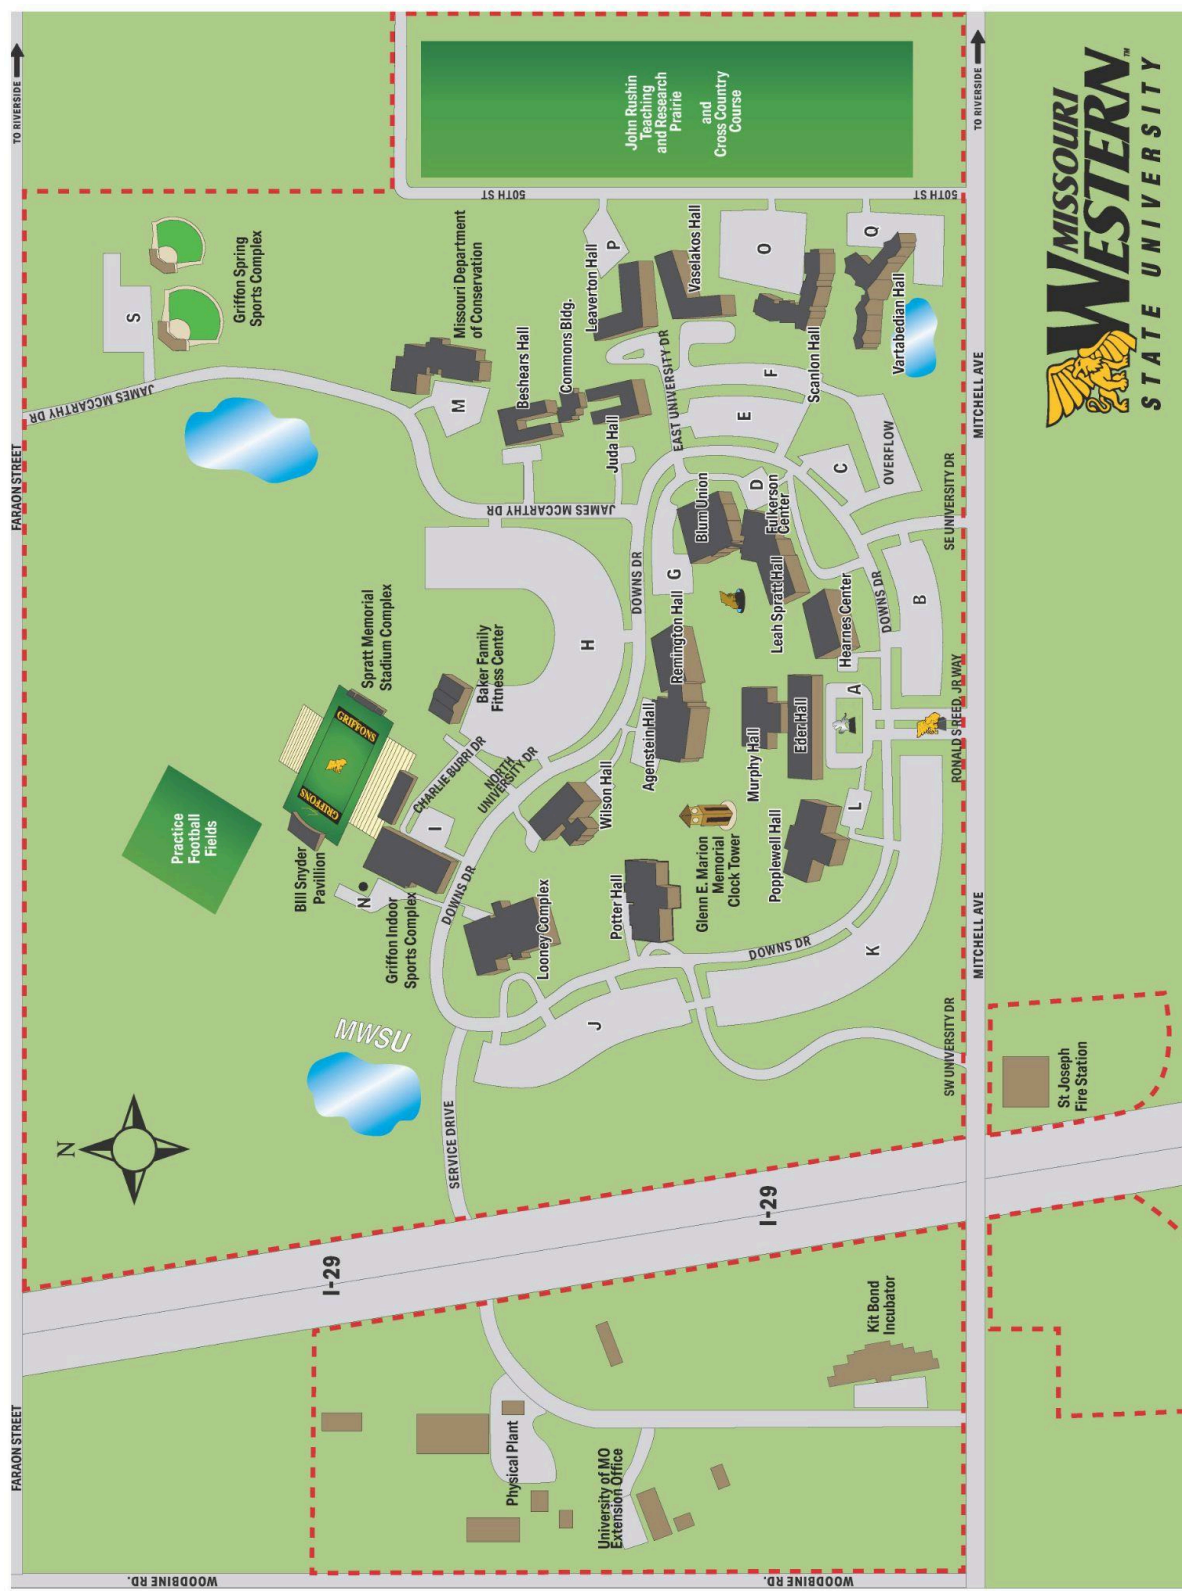 FARAON STREET
FARAON STREET
TO RIVERSIDE
WOODBINE RD.
WOODBINE RD.
N
I-29
I-29
SERVICE DRIVE
MWSU
Practice
Football
Fields
BIll Snyder
Pavillion
GRIFFONS
GRIFFONS
Spratt Memorial
Stadium Complex
Griffon Indoor
Sports Complex
N
I
CHARLIE BURRI DR
NORTH
UNIVERSITY DR
Baker Family
Fitness Center
H
JAMES MCCARTHY DR
JAMES MCCARTHY DR
S
Griffon Spring
Sports Complex
Missouri Department
of Conservation
M
Beshears Hall
Commons Bldg.
Juda Hall
Leaverton Hall
P
Vaselakos Hall
50TH ST
50TH ST
John Rushin
Teaching
and Research
Prairie
and
Cross Country
Course
O
Q
Scanlon Hall
Vartabedian Hall
EAST UNIVERSITY DR
F
E
D
C
OVERFLOW
DOWNS DR
DOWNS DR
DOWNS DR
DOWNS DR
G
Blum Union
Fulkerson
Center
Leah Spratt Hall
Hearnes Center
Remington Hall
Agenstein Hall
Wilson Hall
Looney Complex
Potter Hall
Glenn E. Marion
Memorial
Clock Tower
Murphy Hall
Eder Hall
Popplewell Hall
A
B
L
K
J
SE UNIVERSITY DR
RONALD S REED, JR WAY
SW UNIVERSITY DR
Physical Plant
University of MO
Extension Office
Kit Bond
Incubator
MITCHELL AVE
MITCHELL AVE
TO RIVERSIDE
St Joseph
Fire Station
MISSOURI
WESTERN™
STATE UNIVERSITY